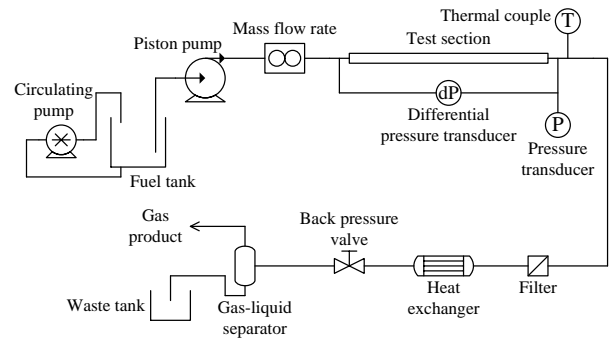 Thermal couple
T
Mass flow rate
Piston pump
Test section
Circulating
pump
dP
Differential
pressure transducer
P
Pressure
transducer
Fuel tank
Gas
product
Back pressure
valve
Waste tank
Gas-liquid
separator
Heat
exchanger
Filter